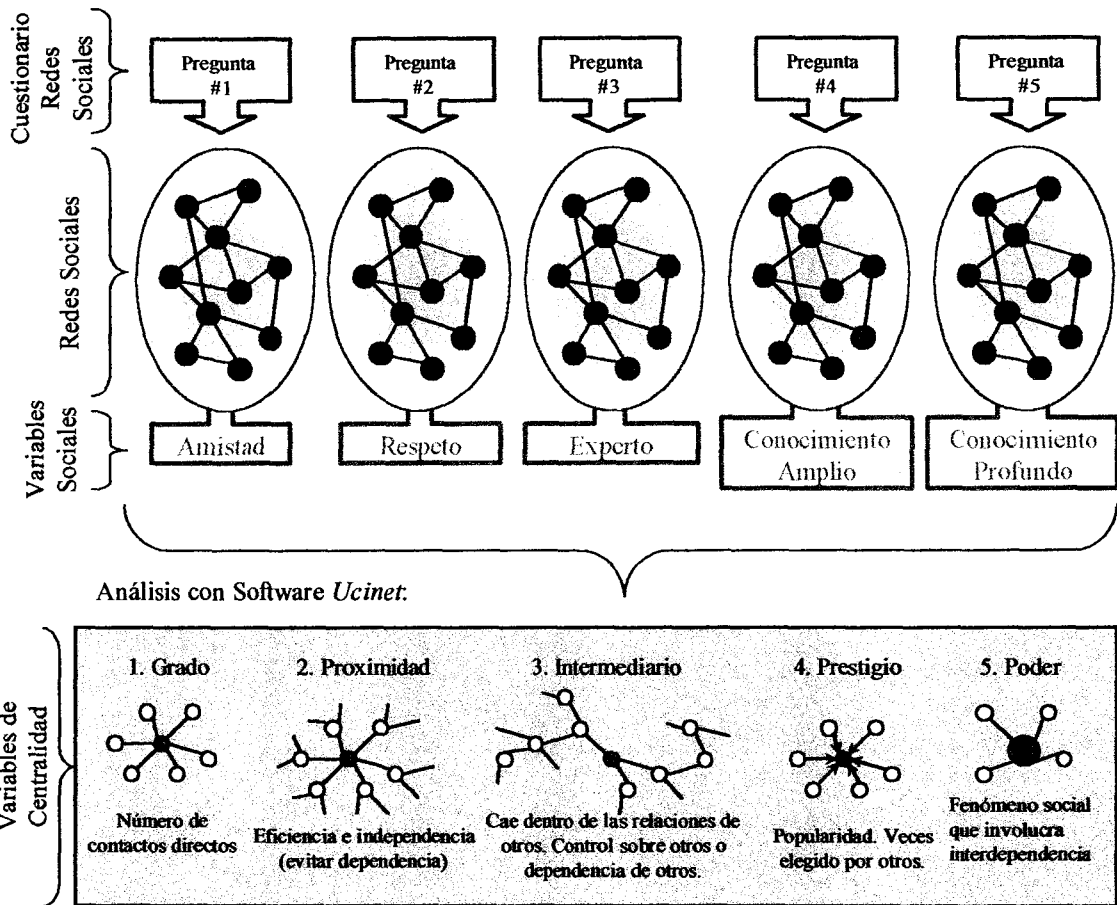 Cuestionario
Redes
Sociales
Pregunta
#1
Pregunta
#2
Pregunta
#3
Pregunta
#4
Pregunta
#5
Redes Sociales
Variables
Sociales
Amistad
Respeto
Experto
Conocimiento
Amplio
Conocimiento
Profundo
Análisis con Software Ucinet:
Variables de
Centralidad
1. Grado
Número de
contactos directos
2. Proximidad
Eficiencia e independencia
(evitar dependencia)
3. Intermediario
Cae dentro de las relaciones de
otros. Control sobre otros o
dependencia de otros.
4. Prestigio
Popularidad. Veces
elegido por otros.
5. Poder
Fenómeno social
que involucra
interdependencia